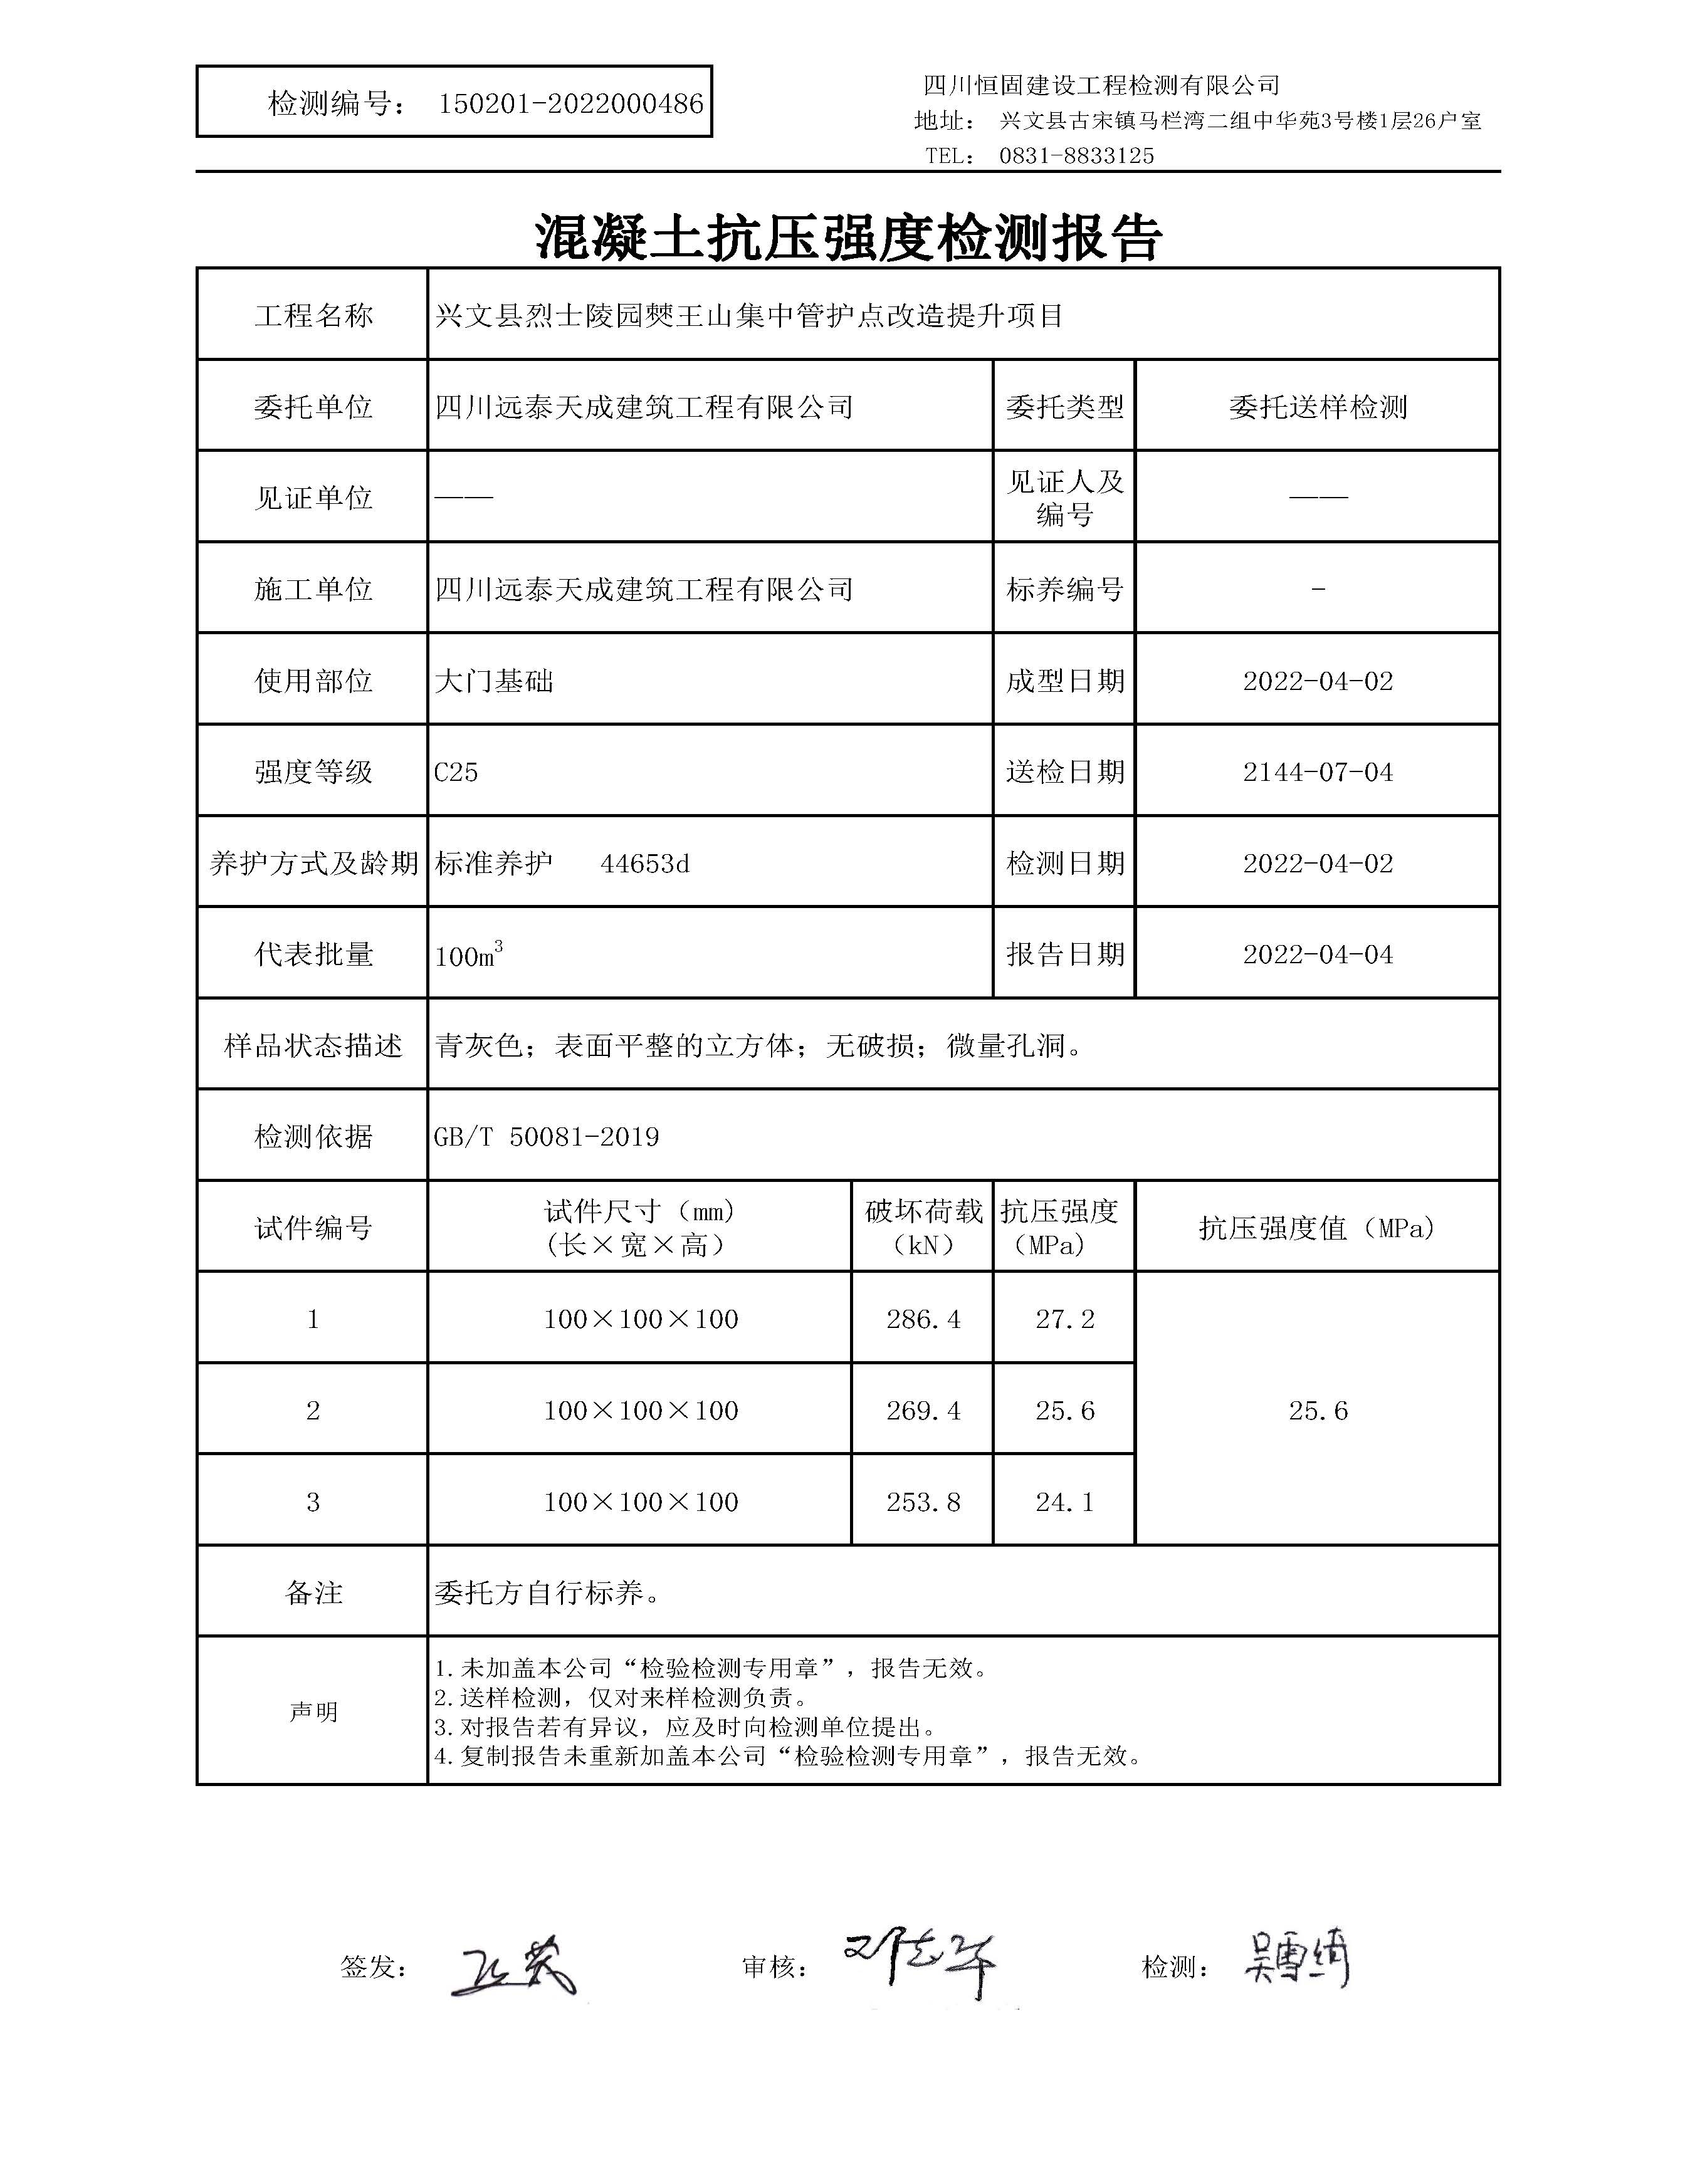 检测编号： 150201-2022000486
四川恒固建设工程检测有限公司
地址： 兴文县古宋镇马栏湾二组中华苑3号楼1层26户室
TEL： 0831-8833125
混凝土抗压强度检测报告
工程名称 兴文县烈士陵园僰王山集中管护点改造提升项目
委托单位 四川远泰天成建筑工程有限公司 委托类型 委托送样检测
见证单位 —— 见证人及编号 ——
施工单位 四川远泰天成建筑工程有限公司 标养编号 -
使用部位 大门基础 成型日期 2022-04-02
强度等级 C25 送检日期 2144-07-04
养护方式及龄期 标准养护 44653d 检测日期 2022-04-02
代表批量 100m³ 报告日期 2022-04-04
样品状态描述 青灰色；表面平整的立方体；无破损；微量孔洞。
检测依据 GB/T 50081-2019
试件编号 试件尺寸（mm）（长×宽×高） 破坏荷载（kN） 抗压强度（MPa） 抗压强度值（MPa）
1 100×100×100 286.4 27.2
2 100×100×100 269.4 25.6 25.6
3 100×100×100 253.8 24.1
备注 委托方自行标养。
声明
1.未加盖本公司“检验检测专用章”，报告无效。
2.送样检测，仅对来样检测负责。
3.对报告若有异议，应及时向检测单位提出。
4.复制报告未重新加盖本公司“检验检测专用章”，报告无效。
签发： 审核： 邓志军 检测： 吴雪绮